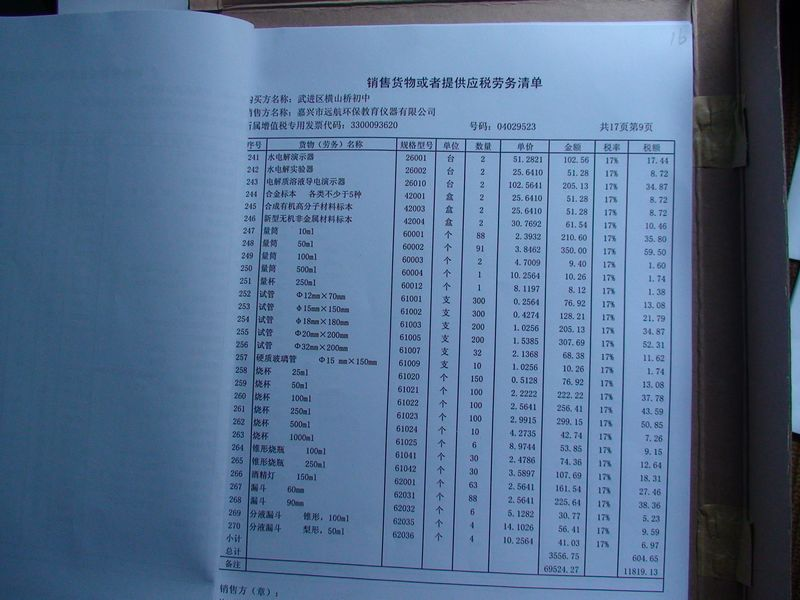 16
销售货物或者提供应税劳务清单
购买方名称：武进区横山桥初中
销售方名称：嘉兴市远航环保教育仪器有限公司
所属增值税专用发票代码：3300093620 号码：04029523 共17页第9页
序号 货物（劳务）名称 规格型号 单位 数量 单价 金额 税率 税额
241 水电解演示器 26001 台 2 51.2821 102.56 17% 17.44
242 水电解实验器 26002 台 2 25.6410 51.28 17% 8.72
243 电解质溶液导电演示器 26010 台 2 102.5641 205.13 17% 34.87
244 合金标本 各类不少于5种 42001 盒 2 25.6410 51.28 17% 8.72
245 合成有机高分子材料标本 42003 盒 2 25.6410 51.28 17% 8.72
246 新型无机非金属材料标本 42004 盒 2 30.7692 61.54 17% 10.46
247 量筒 10ml 60001 个 88 2.3932 210.60 17% 35.80
248 量筒 50ml 60002 个 91 3.8462 350.00 17% 59.50
249 量筒 100ml 60003 个 2 4.7009 9.40 17% 1.60
250 量筒 500ml 60004 个 1 10.2564 10.26 17% 1.74
251 量杯 250ml 60012 个 1 8.1197 8.12 17% 1.38
252 试管 Φ12mm×70mm 61001 支 300 0.2564 76.92 17% 13.08
253 试管 φ15mm×150mm 61002 支 300 0.4274 128.21 17% 21.79
254 试管 φ18mm×180mm 61003 支 200 1.0256 205.13 17% 34.87
255 试管 Φ20mm×200mm 61005 支 200 1.5385 307.69 17% 52.31
256 试管 Φ32mm×200mm 61007 支 32 2.1368 68.38 17% 11.62
257 硬质玻璃管 Φ15 mm×150mm 61009 支 10 1.0256 10.26 17% 1.74
258 烧杯 25ml 61020 个 150 0.5128 76.92 17% 13.08
259 烧杯 50ml 61021 个 100 2.2222 222.22 17% 37.78
260 烧杯 100ml 61022 个 100 2.5641 256.41 17% 43.59
261 烧杯 250ml 61023 个 100 2.9915 299.15 17% 50.85
262 烧杯 500ml 61024 个 10 4.2735 42.74 17% 7.26
263 烧杯 1000ml 61025 个 6 8.9744 53.85 17% 9.15
264 锥形烧瓶 100ml 61041 个 30 2.4786 74.36 17% 12.64
265 锥形烧瓶 250ml 61042 个 30 3.5897 107.69 17% 18.31
266 酒精灯 150ml 62001 个 63 2.5641 161.54 17% 27.46
267 漏斗 60mm 62031 个 88 2.5641 225.64 17% 38.36
268 漏斗 90mm 62032 个 6 5.1282 30.77 17% 5.23
269 分液漏斗 锥形，100ml 62035 个 4 14.1026 56.41 17% 9.59
270 分液漏斗 梨形，50ml 62036 个 4 10.2564 41.03 17% 6.97
小计 3556.75 604.65
总计 69524.27 11819.13
备注
销售方（章）：